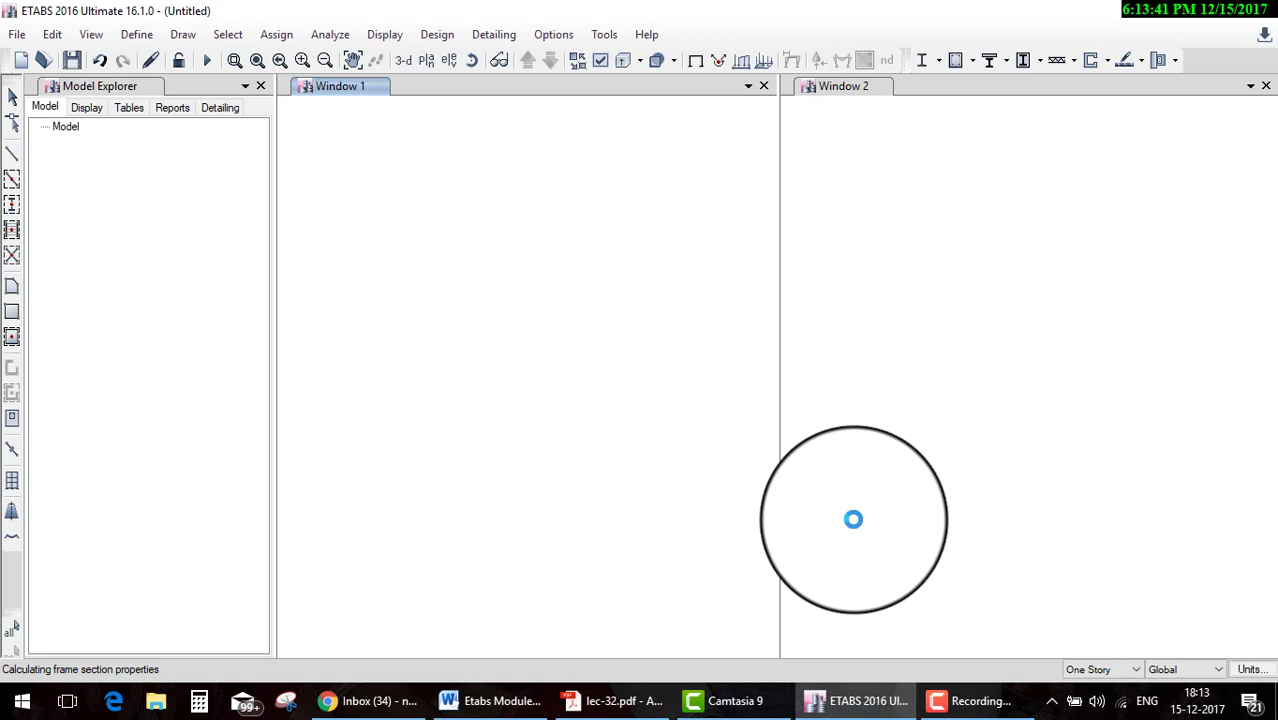 ETABS 2016 Ultimate 16.1.0 - (Untitled)
6:13:41 PM 12/15/2017
File Edit View Define Draw Select Assign Analyze Display Design Detailing Options Tools Help
3-d nd
Model Explorer
Window 1
Window 2
Model Display Tables Reports Detailing
Model
all
Calculating frame section properties
One Story
Global
Units...
99+
Inbox (34) - n...
Etabs Module...
lec-32.pdf - A...
Camtasia 9
ETABS 2016 Ul...
Recording...
ENG
18:13
15-12-2017
21